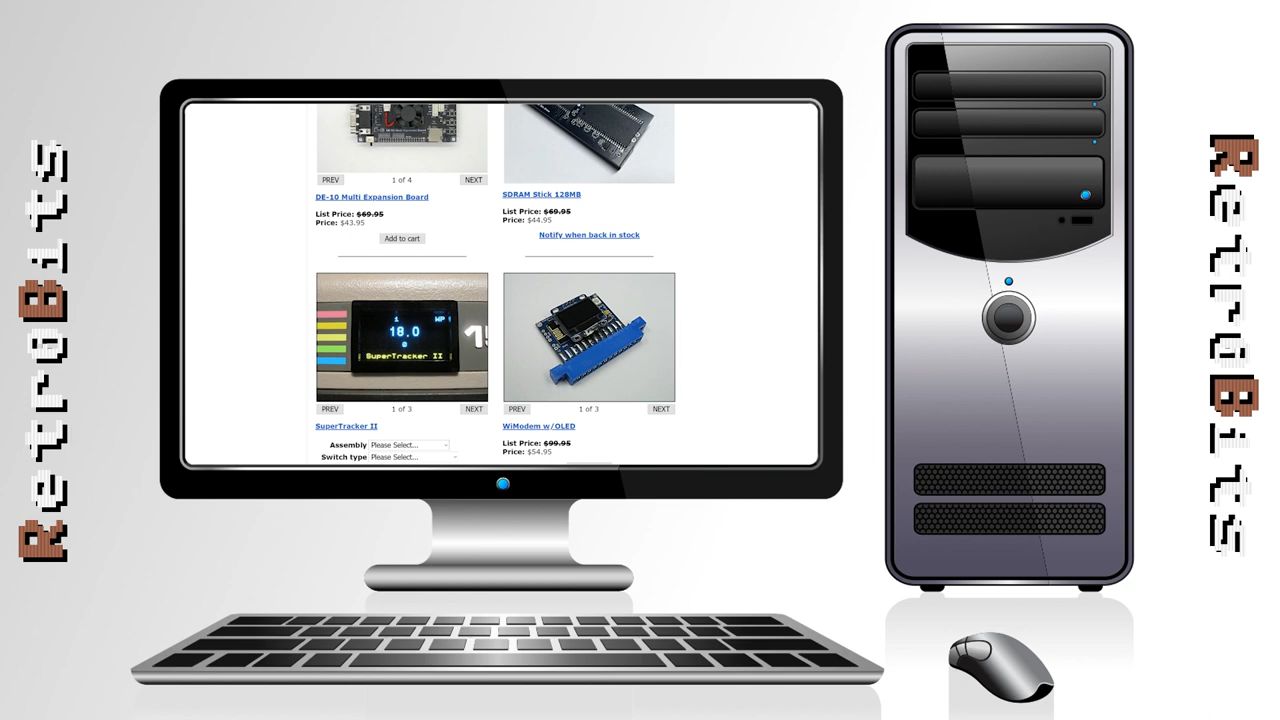 RetroBits
PREV 1 of 4 NEXT
DE-10 Multi Expansion Board
List Price: $69.95
Price: $43.95
Add to cart
SDRAM Stick 128MB
List Price: $69.95
Price: $44.95
Notify when back in stock
1 WP
18.0
SuperTracker II
PREV 1 of 3 NEXT
SuperTracker II
Assembly Please Select...
Switch type Please Select...
PREV 1 of 3 NEXT
WiModem w/OLED
List Price: $99.95
Price: $54.95
RetroBits